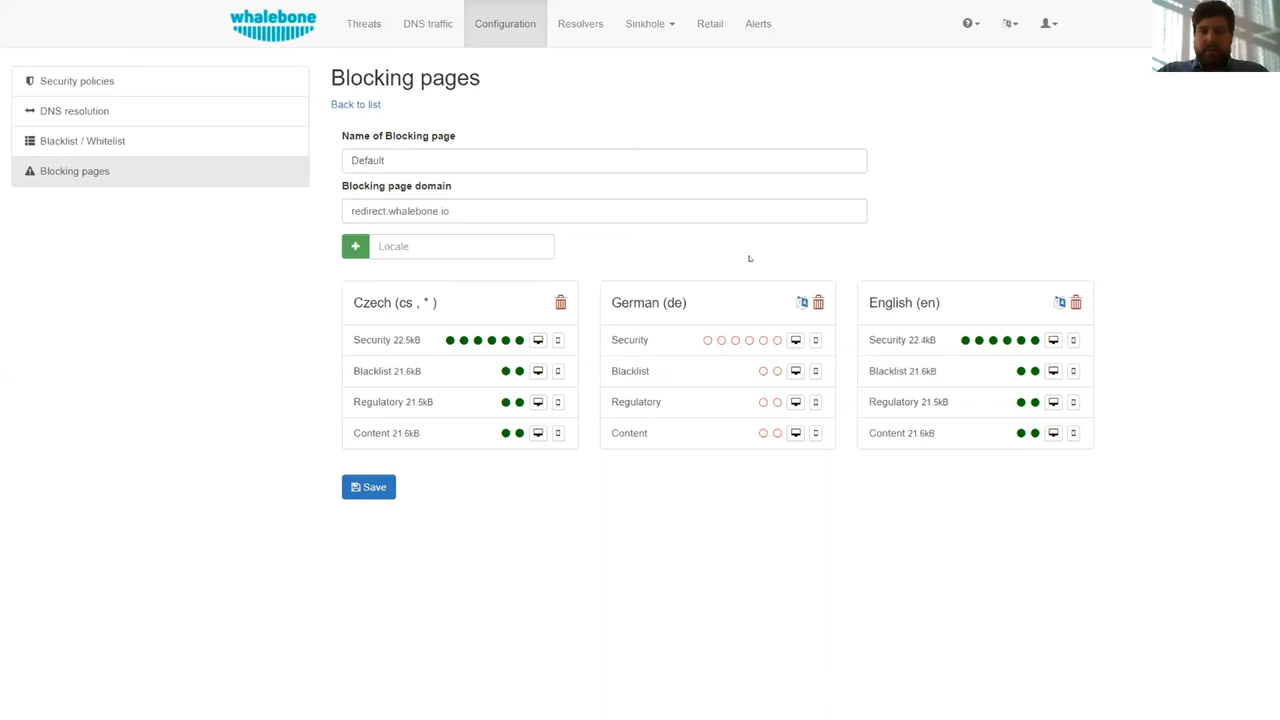 whalebone
Threats
DNS traffic
Configuration
Resolvers
Sinkhole
Retail
Alerts
Security policies
DNS resolution
Blacklist / Whitelist
Blocking pages
Blocking pages
Back to list
Name of Blocking page
Default
Blocking page domain
redirect.whalebone.io
Locale
Czech (cs , * )
Security 22.5kB
Blacklist 21.6kB
Regulatory 21.5kB
Content 21.6kB
German (de)
Security
Blacklist
Regulatory
Content
English (en)
Security 22.4kB
Blacklist 21.6kB
Regulatory 21.5kB
Content 21.6kB
Save